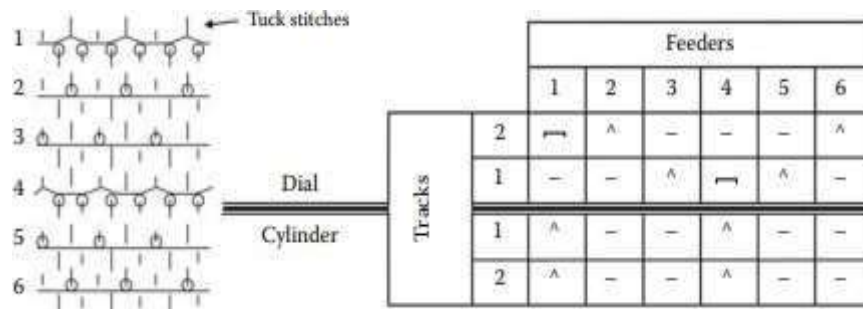 Tuck stitches
1
2
3
4
5
6
Dial
Cylinder
Tracks
Feeders
1 2 3 4 5 6
2 ⎴ ^ – – – ^
1 – – ^ ⎴ ^ –
1 ^ – – ^ – –
2 ^ – – ^ – –